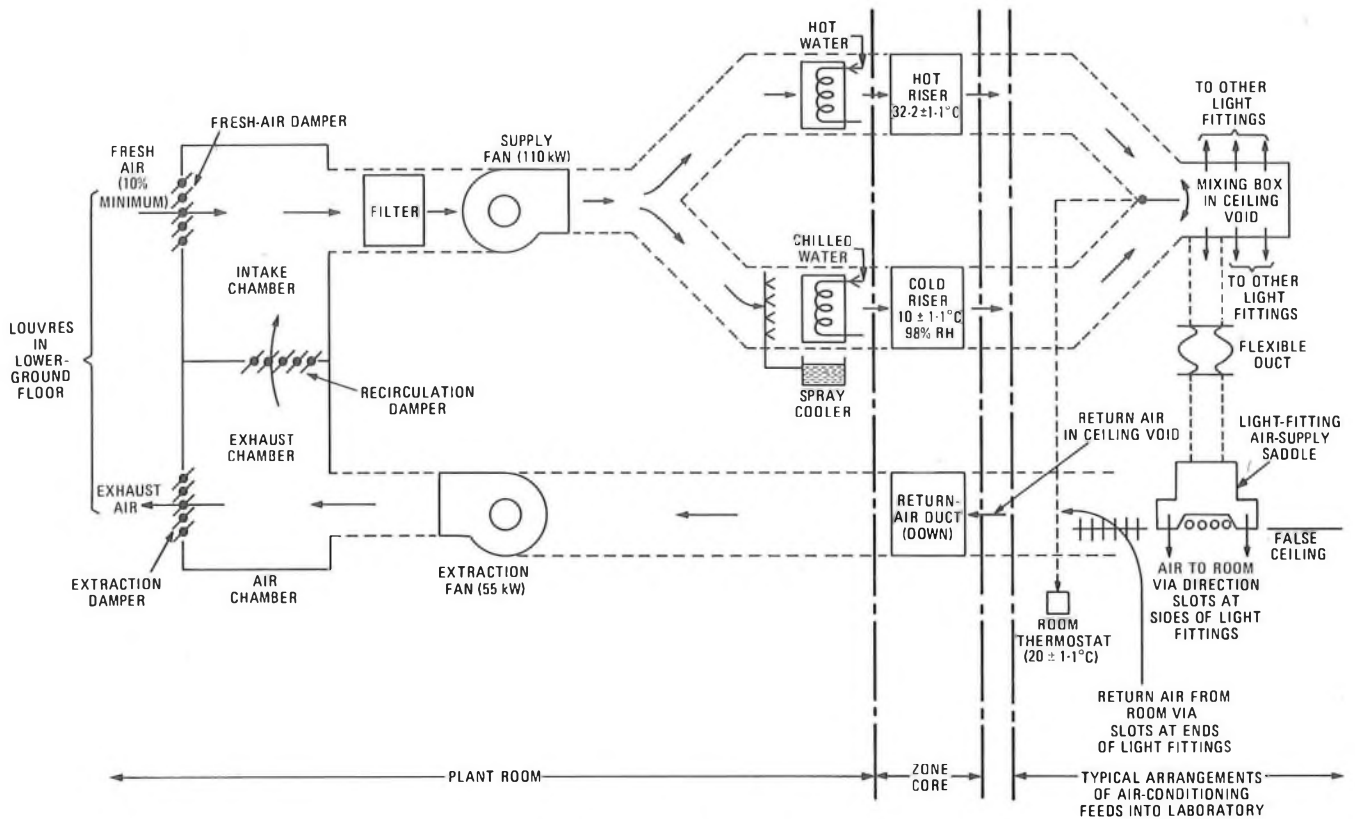 HOT
WATER
HOT
RISER
32·2 ±1·1°C
TO OTHER
LIGHT
FITTINGS
FRESH-AIR DAMPER
FRESH
AIR
(10%
MINIMUM)
SUPPLY
FAN (110 kW)
FILTER
MIXING BOX
IN CEILING
VOID
CHILLED
WATER
INTAKE
CHAMBER
COLD
RISER
10 ± 1·1°C
98% RH
TO OTHER
LIGHT
FITTINGS
LOUVRES
IN
LOWER-
GROUND
FLOOR
FLEXIBLE
DUCT
RECIRCULATION
DAMPER
SPRAY
COOLER
EXHAUST
CHAMBER
RETURN AIR
IN CEILING VOID
LIGHT-FITTING
AIR-SUPPLY
SADDLE
EXHAUST
AIR
RETURN-
AIR DUCT
(DOWN)
FALSE
CEILING
EXTRACTION
DAMPER
AIR
CHAMBER
EXTRACTION
FAN (55 kW)
AIR TO ROOM
VIA DIRECTION
SLOTS AT
SIDES OF LIGHT
FITTINGS
ROOM
THERMOSTAT
(20 ± 1·1°C)
RETURN AIR FROM
ROOM VIA
SLOTS AT ENDS
OF LIGHT FITTINGS
PLANT ROOM
ZONE
CORE
TYPICAL ARRANGEMENTS
OF AIR-CONDITIONING
FEEDS INTO LABORATORY